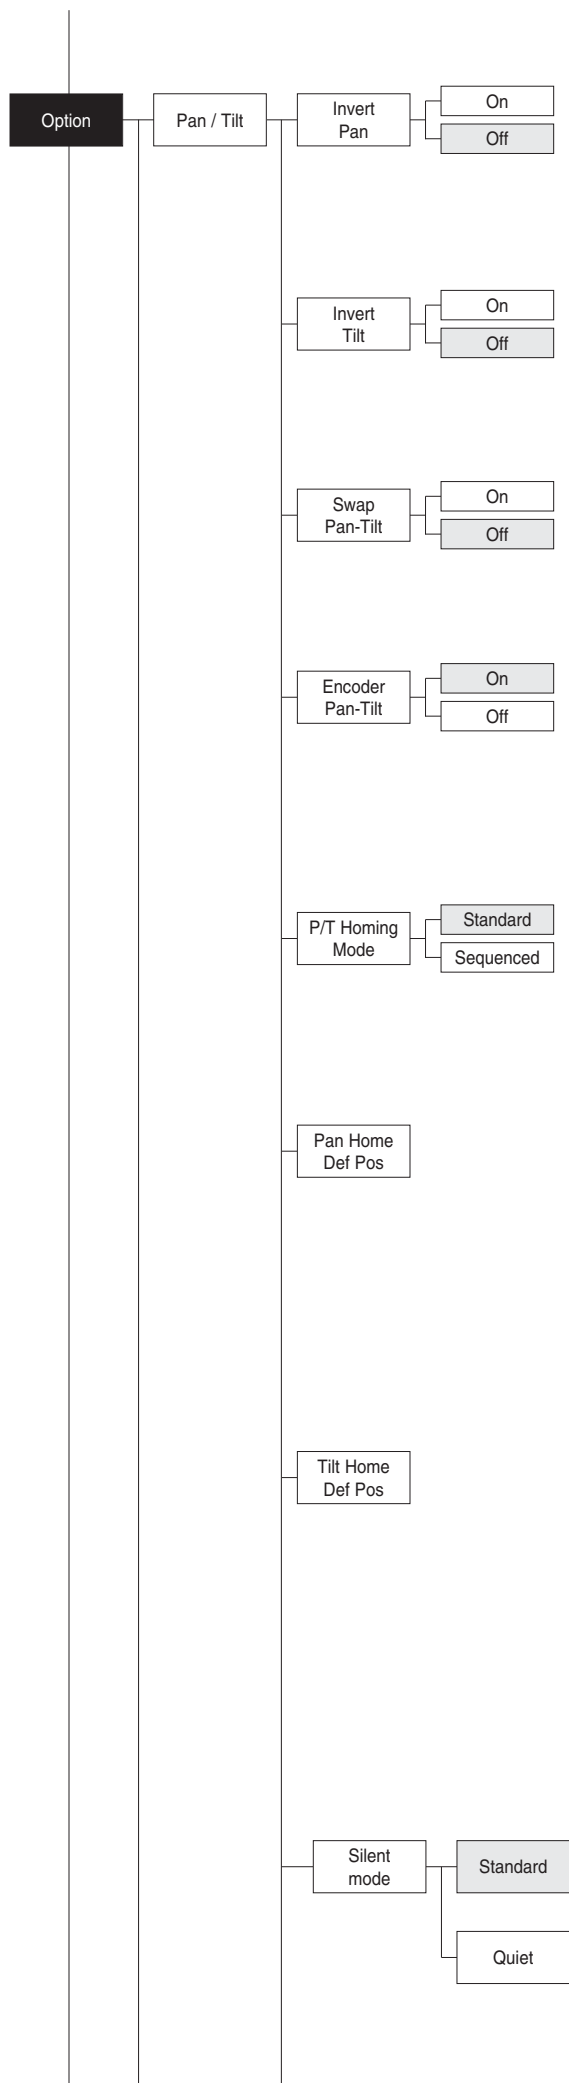 Option
Pan / Tilt
Invert
Pan
On
Off
Invert
Tilt
On
Off
Swap
Pan-Tilt
On
Off
Encoder
Pan-Tilt
On
Off
P/T Homing
Mode
Standard
Sequenced
Pan Home
Def Pos
Tilt Home
Def Pos
Silent
mode
Standard
Quiet